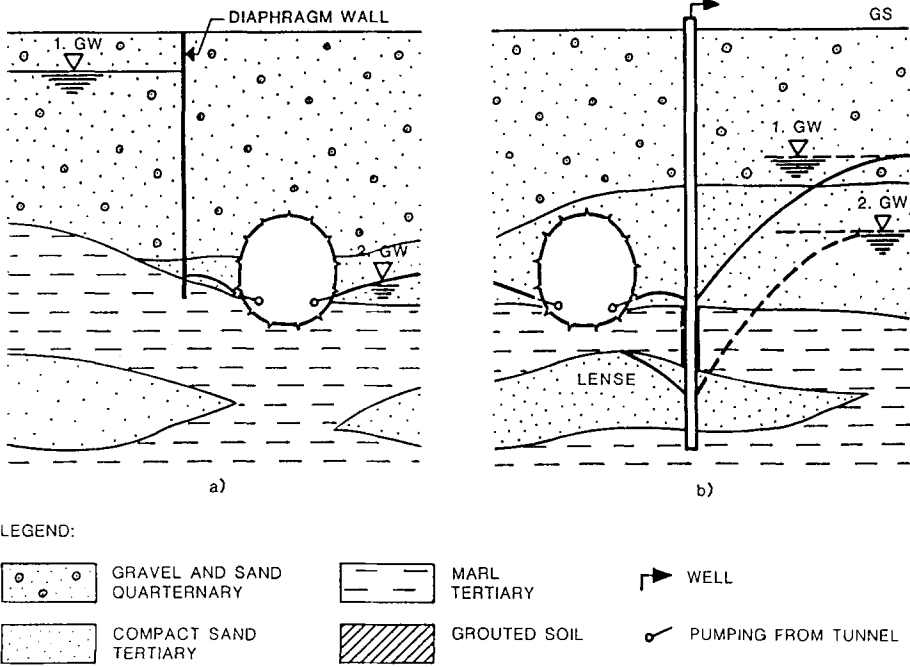 DIAPHRAGM WALL
1. GW
2. GW
a)
GS
1. GW
2. GW
LENSE
b)
LEGEND:
GRAVEL AND SAND
QUARTERNARY
MARL
TERTIARY
WELL
COMPACT SAND
TERTIARY
GROUTED SOIL
PUMPING FROM TUNNEL